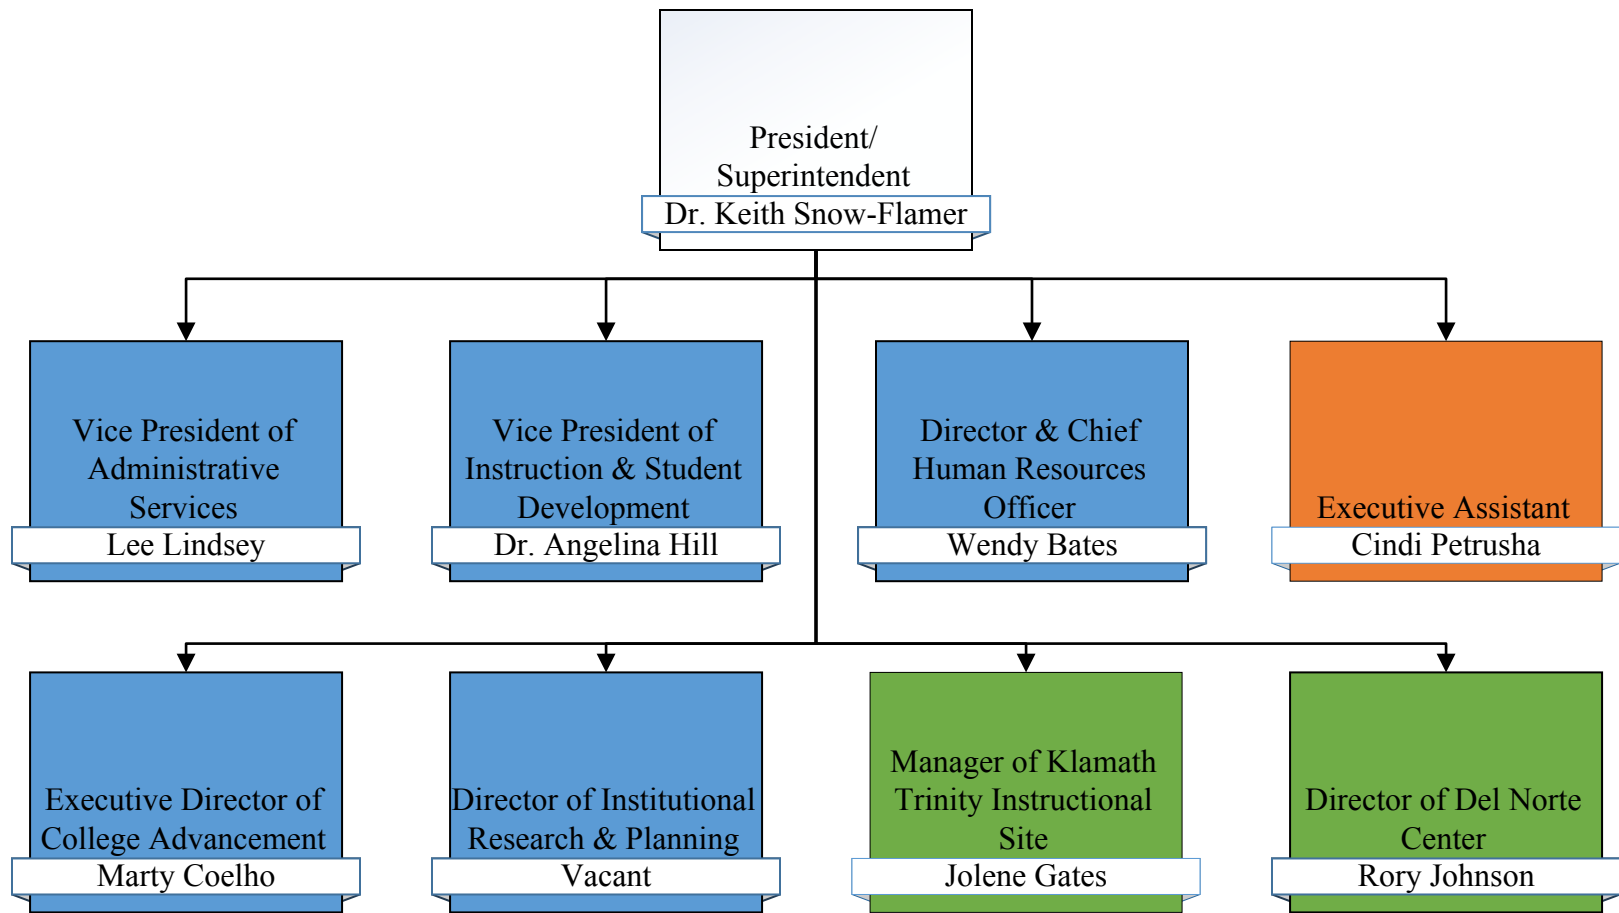 President/
Superintendent
Dr. Keith Snow-Flamer
Vice President of
Administrative
Services
Lee Lindsey
Vice President of
Instruction & Student
Development
Dr. Angelina Hill
Director & Chief
Human Resources
Officer
Wendy Bates
Executive Assistant
Cindi Petrusha
Executive Director of
College Advancement
Marty Coelho
Director of Institutional
Research & Planning
Vacant
Manager of Klamath
Trinity Instructional
Site
Jolene Gates
Director of Del Norte
Center
Rory Johnson